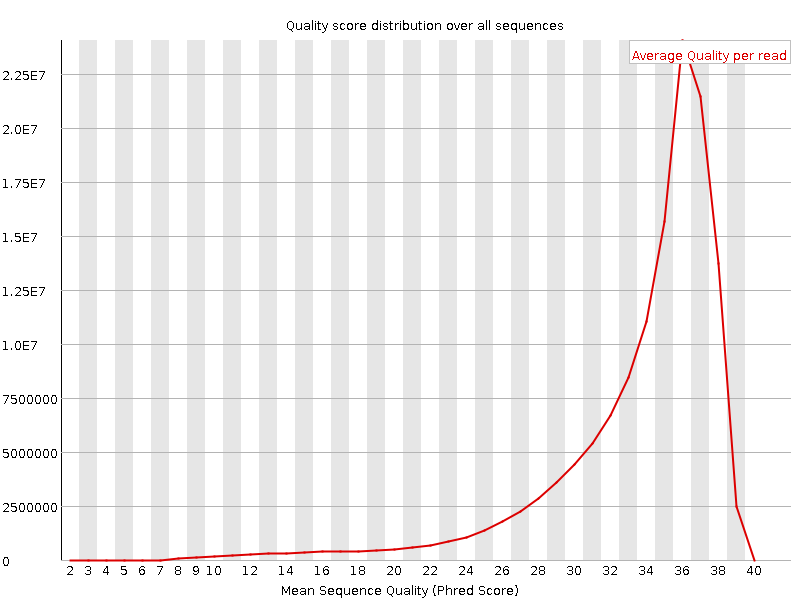 Quality score distribution over all sequences
Average Quality per read
2.25E7
2.0E7
1.75E7
1.5E7
1.25E7
1.0E7
7500000
5000000
2500000
0
2 3 4 5 6 7 8 9 10 12 14 16 18 20 22 24 26 28 30 32 34 36 38 40
Mean Sequence Quality (Phred Score)